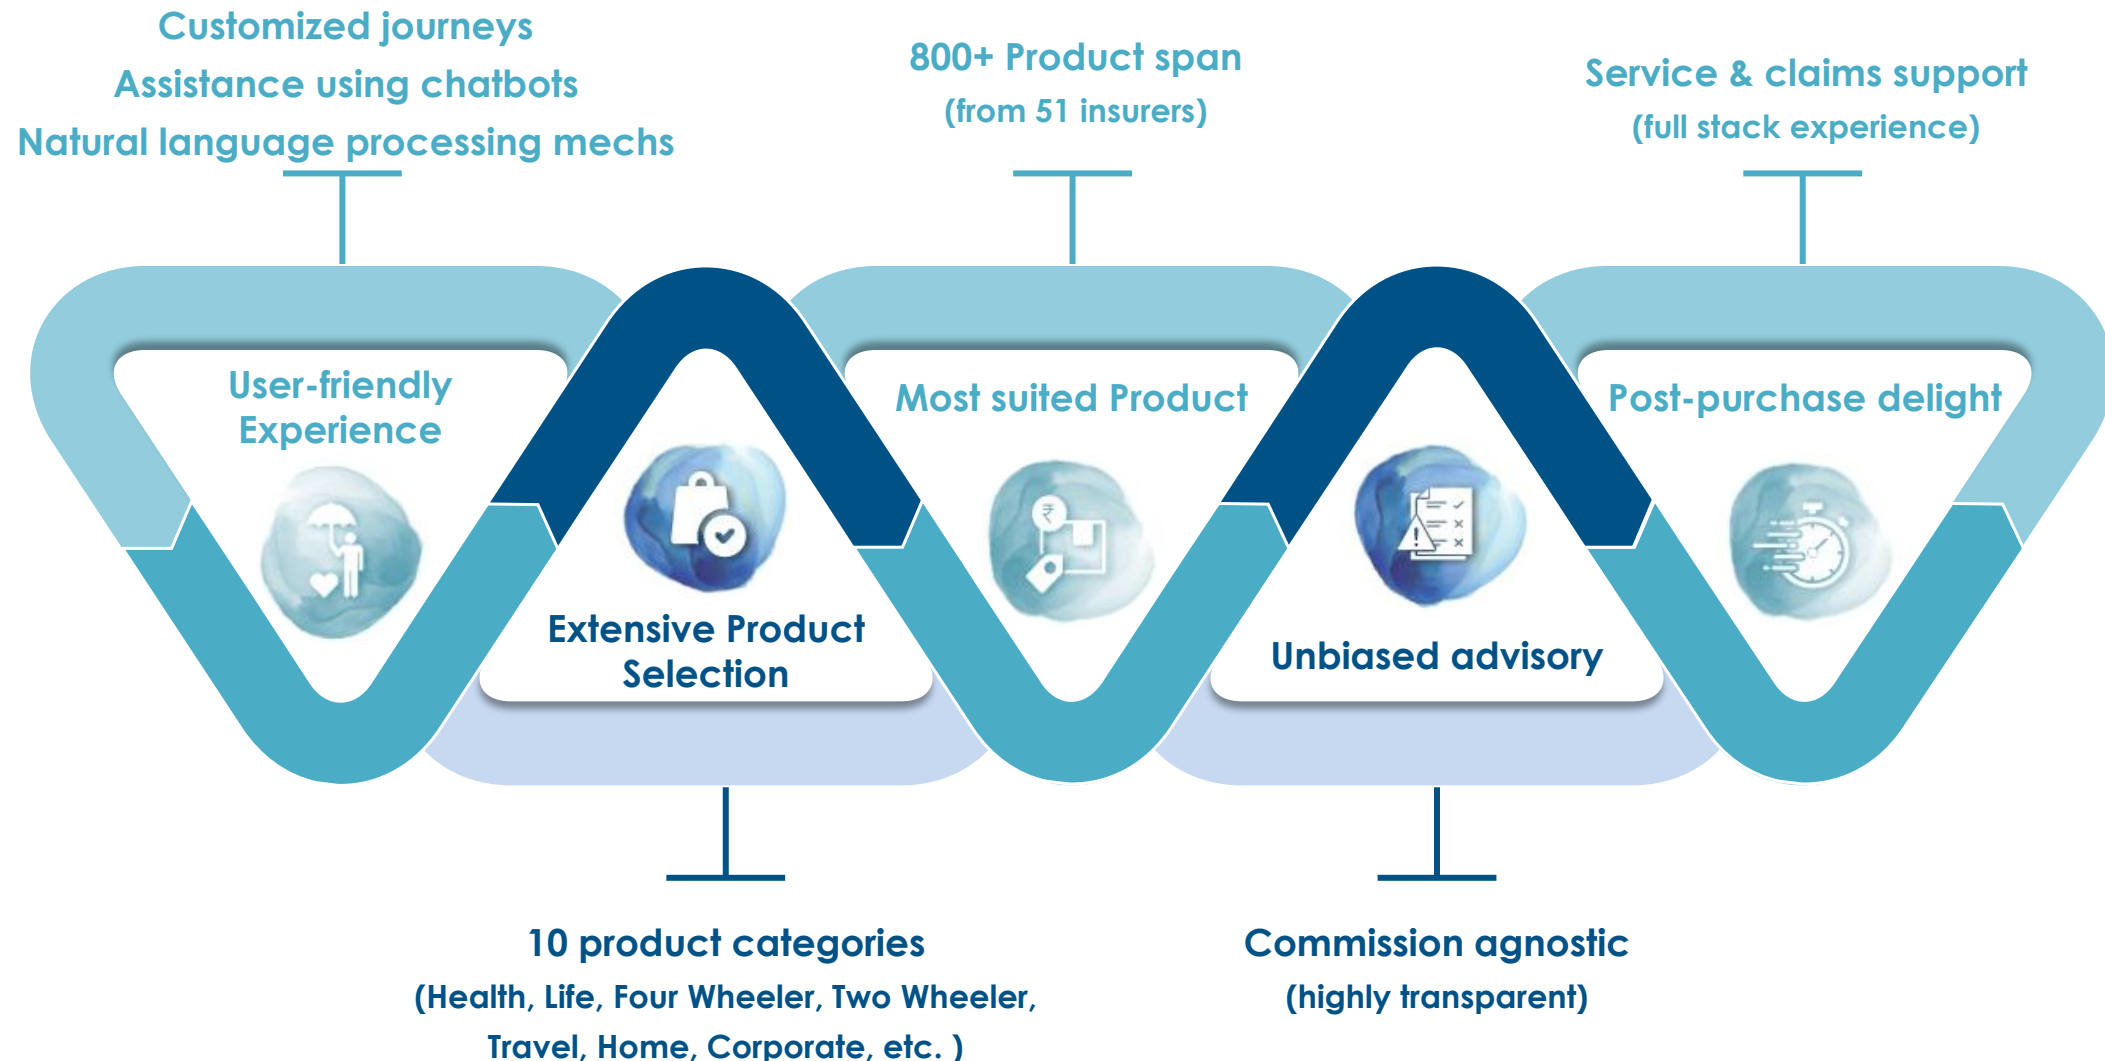 Customized journeys
Assistance using chatbots
Natural language processing mechs
800+ Product span
(from 51 insurers)
Service & claims support
(full stack experience)
User-friendly
Experience
Most suited Product
Post-purchase delight
₹
Extensive Product
Selection
Unbiased advisory
10 product categories
(Health, Life, Four Wheeler, Two Wheeler,
Travel, Home, Corporate, etc. )
Commission agnostic
(highly transparent)